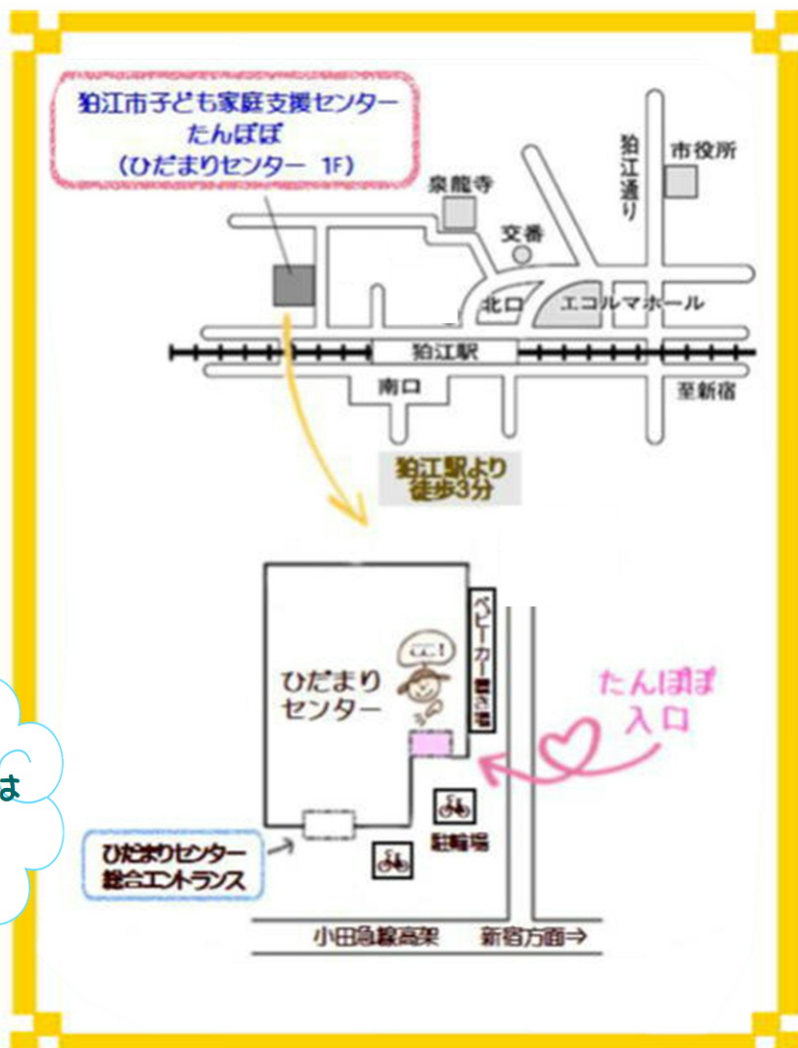 狛江市子ども家庭支援センター
たんぽぽ
（ひだまりセンター 1F）
狛江通り
市役所
泉龍寺
交番
北口
エコルマホール
狛江駅
南口
至新宿
狛江駅より
徒歩3分
ベビーカー置き場
ここ！
ひだまり
センター
たんぽぽ
入口
は
駐輪場
ひだまりセンター
総合エントランス
小田急線高架
新宿方面⇒